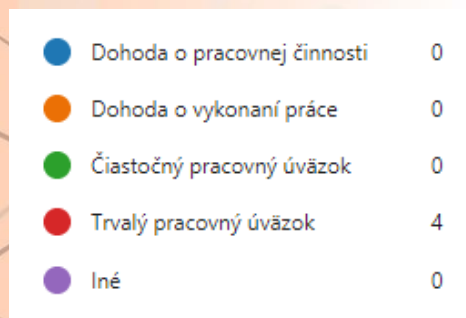 Dohoda o pracovnej činnosti 0
Dohoda o vykonaní práce 0
Čiastočný pracovný úväzok 0
Trvalý pracovný úväzok 4
Iné 0